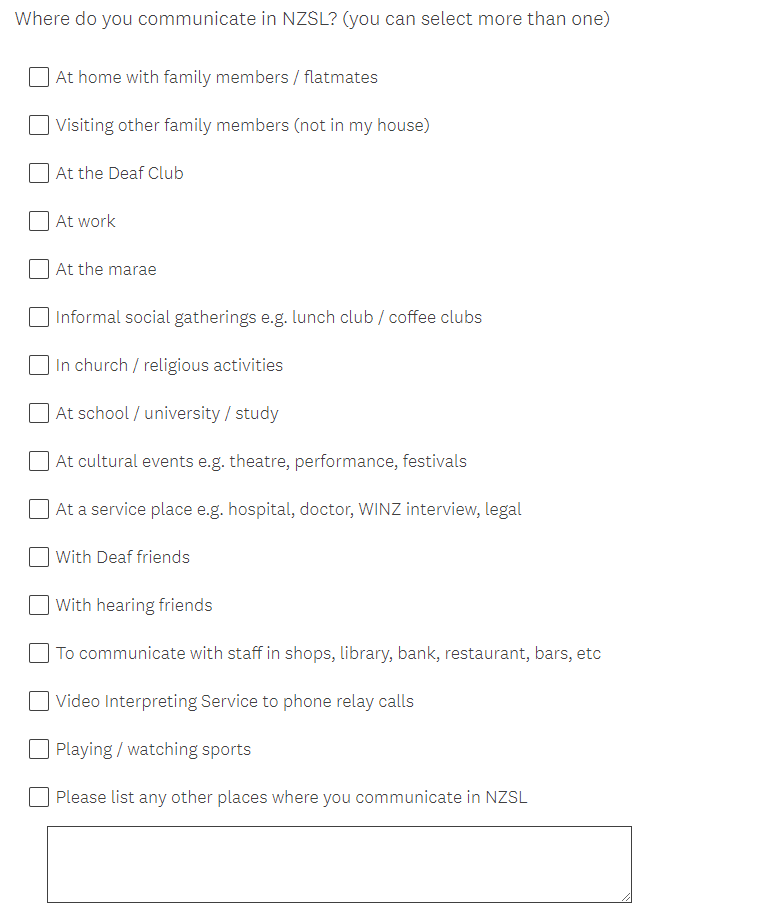 Where do you communicate in NZSL? (you can select more than one)
At home with family members / flatmates
Visiting other family members (not in my house)
At the Deaf Club
At work
At the marae
Informal social gatherings e.g. lunch club / coffee clubs
In church / religious activities
At school / university / study
At cultural events e.g. theatre, performance, festivals
At a service place e.g. hospital, doctor, WINZ interview, legal
With Deaf friends
With hearing friends
To communicate with staff in shops, library, bank, restaurant, bars, etc
Video Interpreting Service to phone relay calls
Playing / watching sports
Please list any other places where you communicate in NZSL